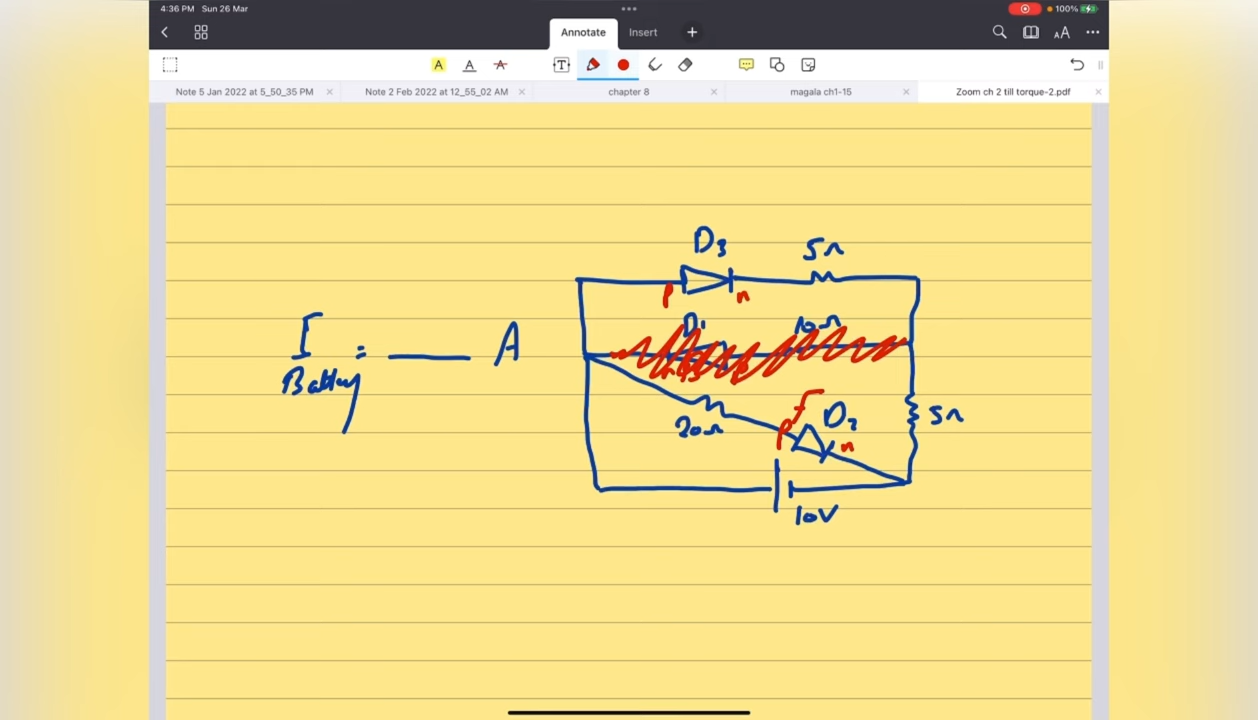 4:36 PM Sun 26 Mar
100%
Annotate
Insert
A A A T AA
Note 5 Jan 2022 at 5_50_35 PM
Note 2 Feb 2022 at 12_55_02 AM
chapter 8
magala ch1-15
Zoom ch 2 till torque-2.pdf
D3 5Ω
p n
D1 10Ω
I Battery = ____ A
20Ω
p f D2 n
5Ω
10V